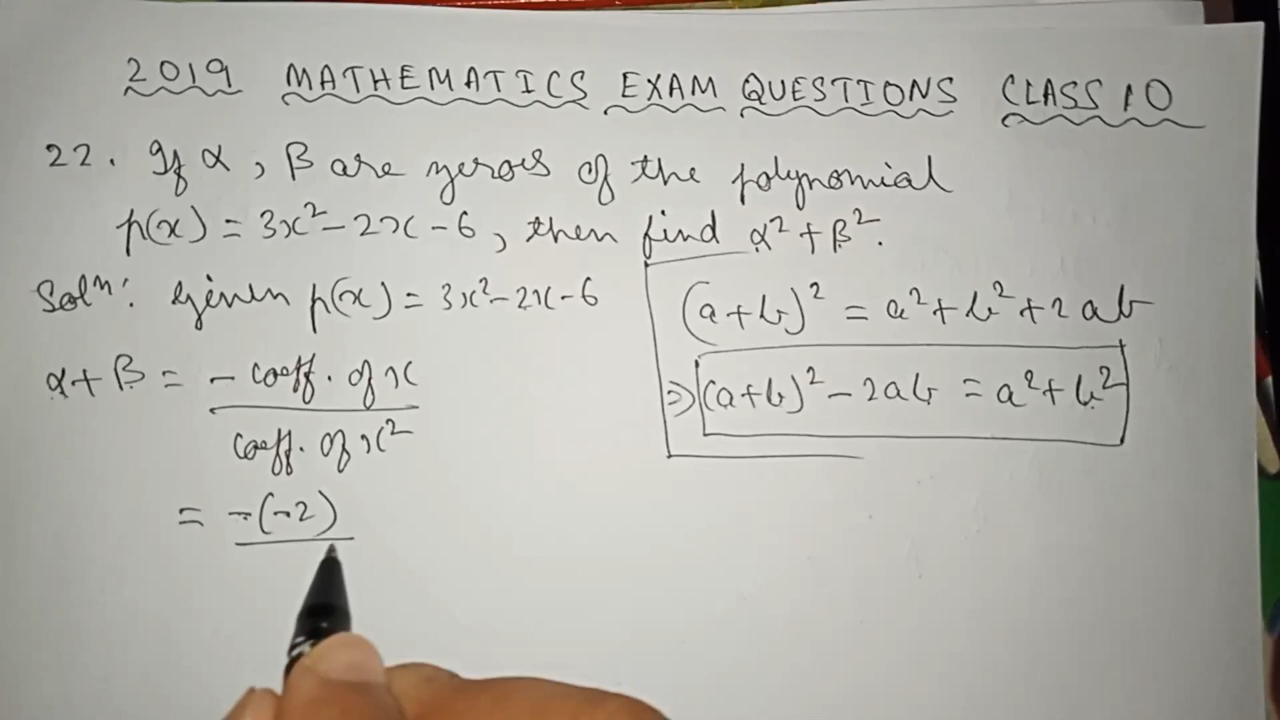 2019 MATHEMATICS EXAM QUESTIONS CLASS 10
22. If α, β are zeroes of the polynomial
p(x) = 3x² - 2x - 6, then find α² + β².
Solⁿ: Given p(x) = 3x² - 2x - 6
α + β = - coeff. of x
coeff. of x²
= -(-2)
(a+b)² = a² + b² + 2ab
⇒ (a+b)² - 2ab = a² + b²